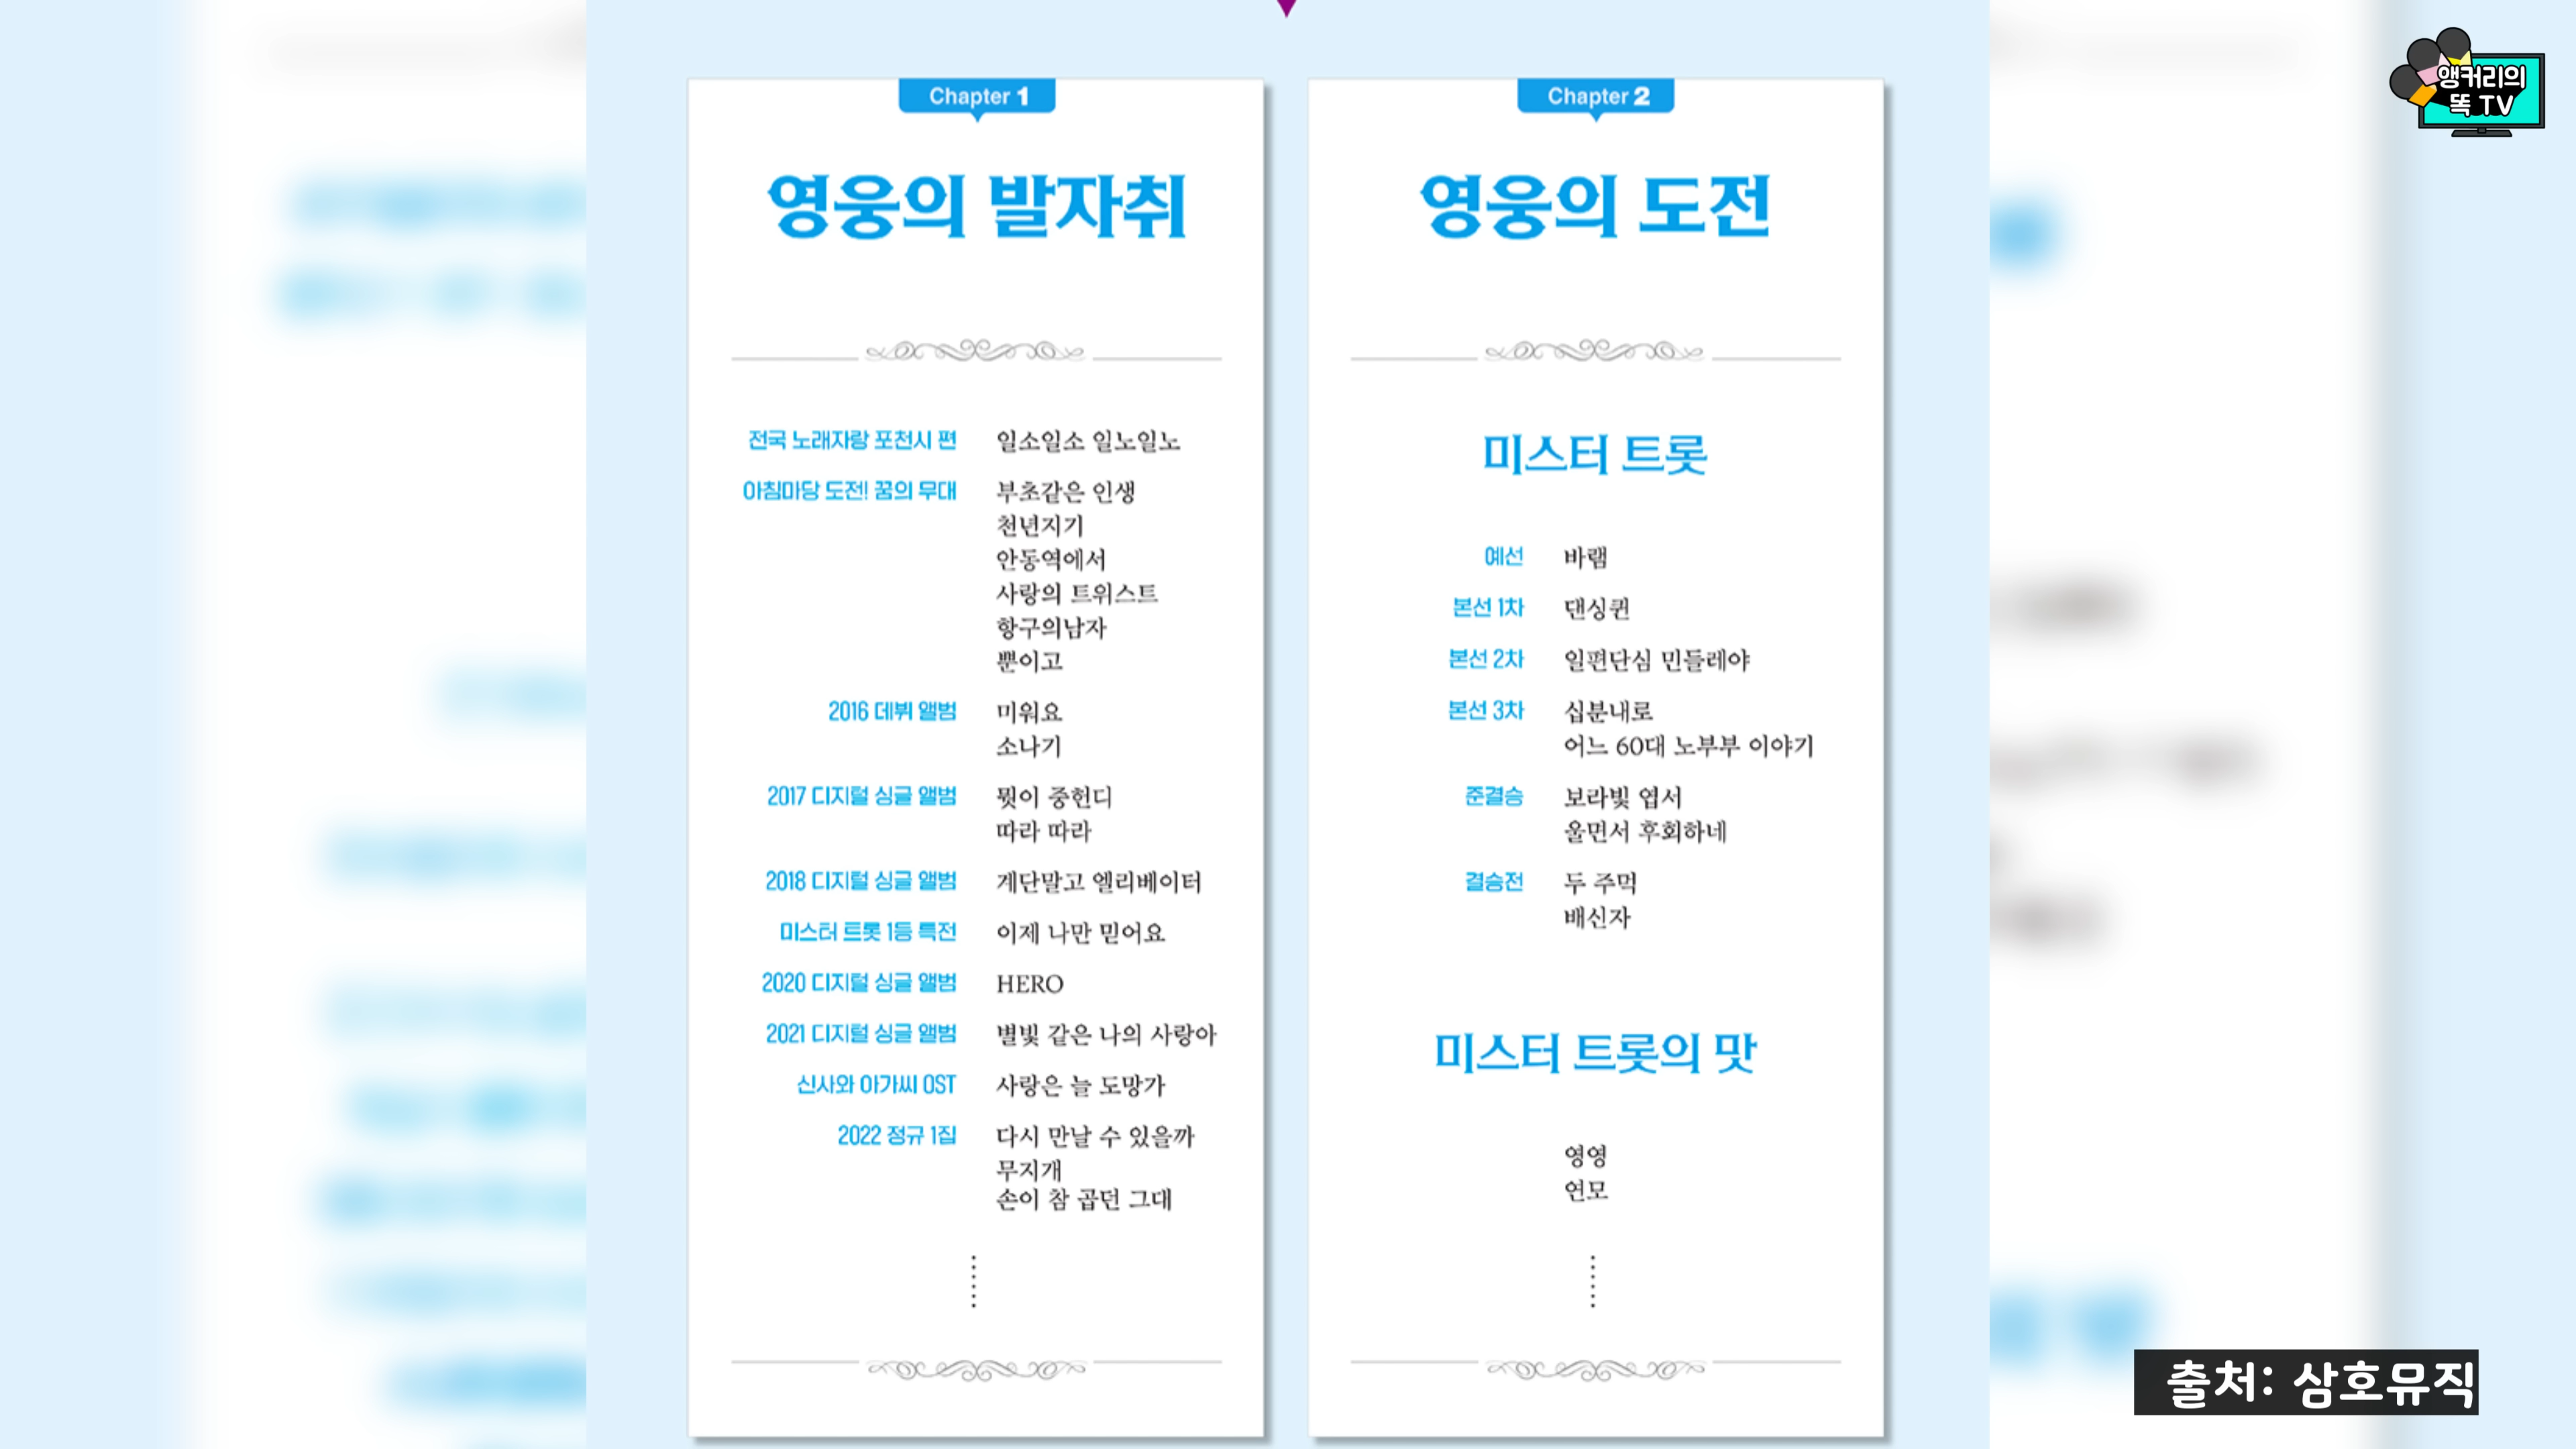 Chapter 1
영웅의 발자취
전국 노래자랑 포천시 편 일소일소 일노일노
아침마당 도전! 꿈의 무대 부초같은 인생
천년지기
안동역에서
사랑의 트위스트
항구의남자
뿐이고
2016 데뷔 앨범 미워요
소나기
2017 디지털 싱글 앨범 뭣이 중헌디
따라 따라
2018 디지털 싱글 앨범 계단말고 엘리베이터
미스터 트롯 1등 특전 이제 나만 믿어요
2020 디지털 싱글 앨범 HERO
2021 디지털 싱글 앨범 별빛 같은 나의 사랑아
신사와 아가씨 OST 사랑은 늘 도망가
2022 정규 1집 다시 만날 수 있을까
무지개
손이 참 곱던 그대
Chapter 2
영웅의 도전
미스터 트롯
예선 바램
본선 1차 댄싱퀸
본선 2차 일편단심 민들레야
본선 3차 십분내로
어느 60대 노부부 이야기
준결승 보라빛 엽서
울면서 후회하네
결승전 두 주먹
배신자
미스터 트롯의 맛
영영
연모
앵커리의
똑 TV
출처: 삼호뮤직